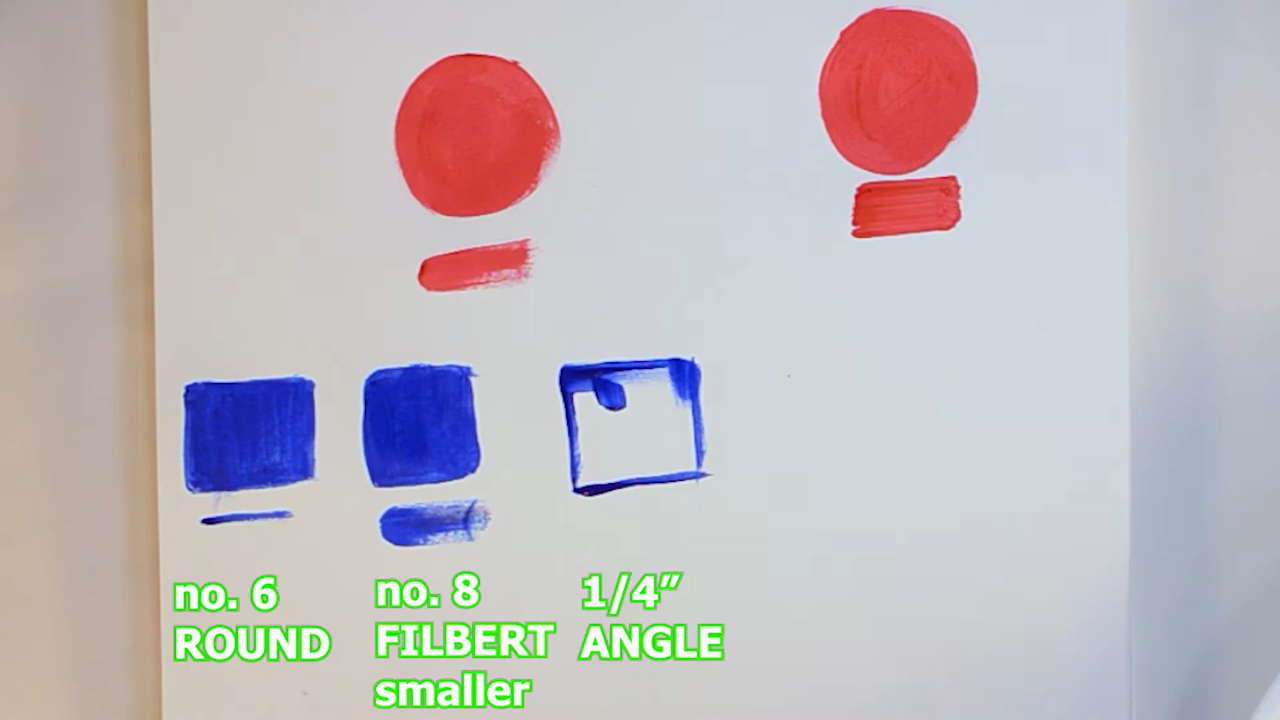 no. 6
ROUND
no. 8
FILBERT
smaller
1/4”
ANGLE